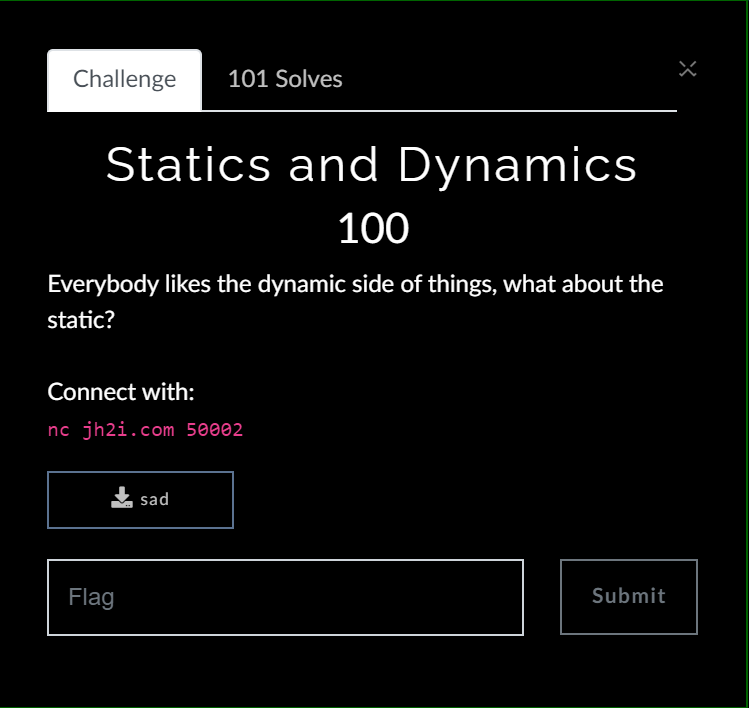 Challenge 101 Solves
Statics and Dynamics
100
Everybody likes the dynamic side of things, what about the
static?
Connect with:
nc jh2i.com 50002
sad
Flag Submit